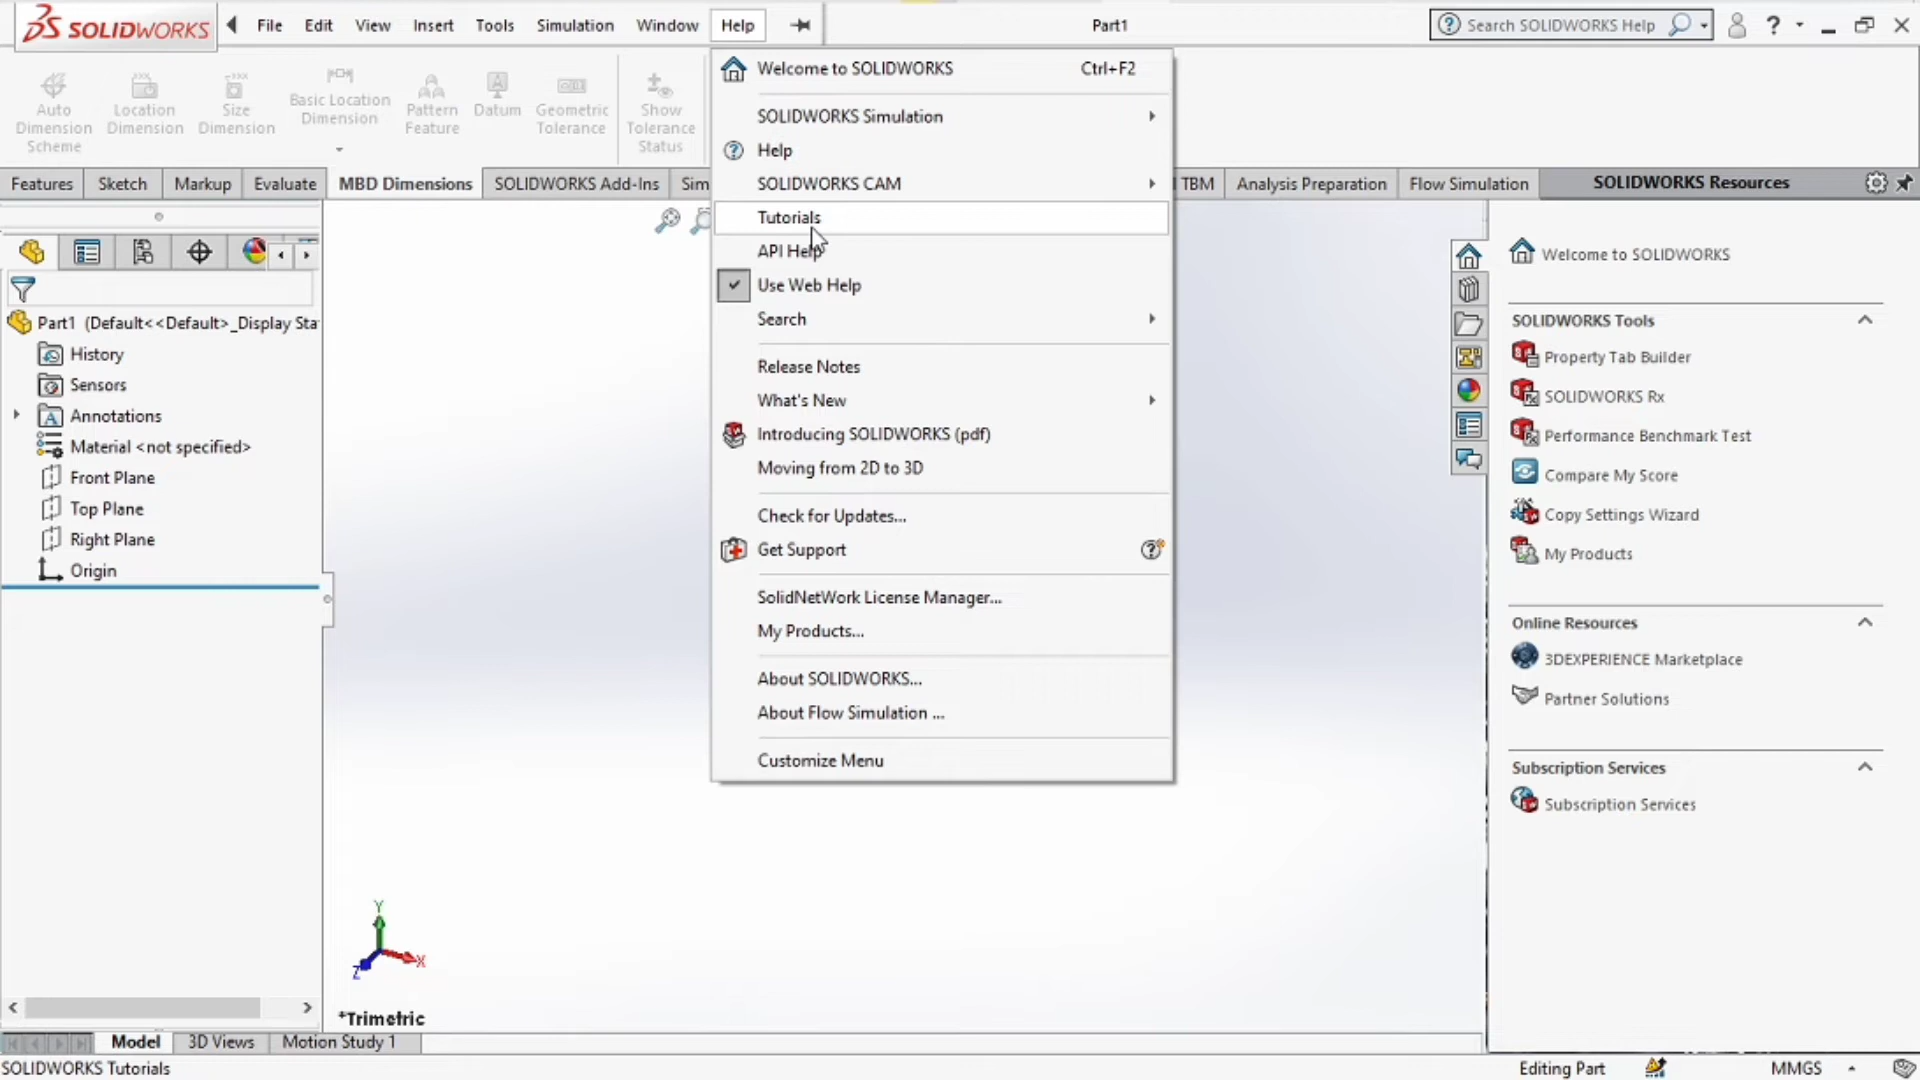 SOLIDWORKS
File Edit View Insert Tools Simulation Window Help
Part1
Search SOLIDWORKS Help
Auto Dimension Scheme
Location Dimension
Size Dimension
Basic Location Dimension
Pattern Feature
Datum
Geometric Tolerance
Show Tolerance Status
Features Sketch Markup Evaluate MBD Dimensions SOLIDWORKS Add-Ins Sim TBM Analysis Preparation Flow Simulation
Part1 (Default<<Default>_Display Sta
History
Sensors
Annotations
Material <not specified>
Front Plane
Top Plane
Right Plane
Origin
Welcome to SOLIDWORKS Ctrl+F2
SOLIDWORKS Simulation
Help
SOLIDWORKS CAM
Tutorials
API Help
Use Web Help
Search
Release Notes
What's New
Introducing SOLIDWORKS (pdf)
Moving from 2D to 3D
Check for Updates...
Get Support
SolidNetWork License Manager...
My Products...
About SOLIDWORKS...
About Flow Simulation ...
Customize Menu
SOLIDWORKS Resources
Welcome to SOLIDWORKS
SOLIDWORKS Tools
Property Tab Builder
SOLIDWORKS Rx
Performance Benchmark Test
Compare My Score
Copy Settings Wizard
My Products
Online Resources
3DEXPERIENCE Marketplace
Partner Solutions
Subscription Services
Subscription Services
Y
X
Z
*Trimetric
Model 3D Views Motion Study 1
SOLIDWORKS Tutorials
Editing Part
MMGS